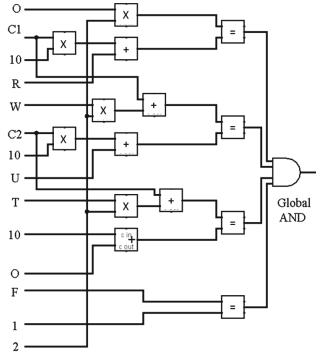 O
X
=
C1
X
+
10
R
W
X
+
=
C2
X
10
+
U
T
X
+
=
10
c in
+
c out
Global
AND
O
F
=
1
2